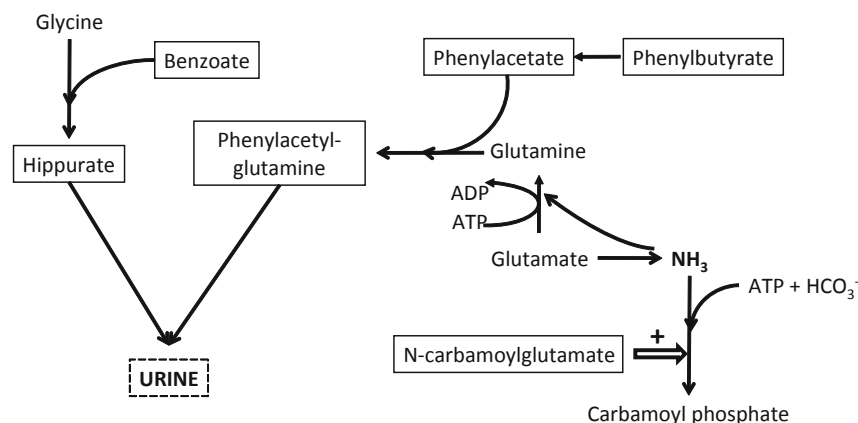 Glycine
Benzoate
Phenylacetate
Phenylbutyrate
Hippurate
Phenylacetyl-
glutamine
Glutamine
ADP
ATP
Glutamate
NH₃
ATP + HCO₃⁻
N-carbamoylglutamate
+
URINE
Carbamoyl phosphate